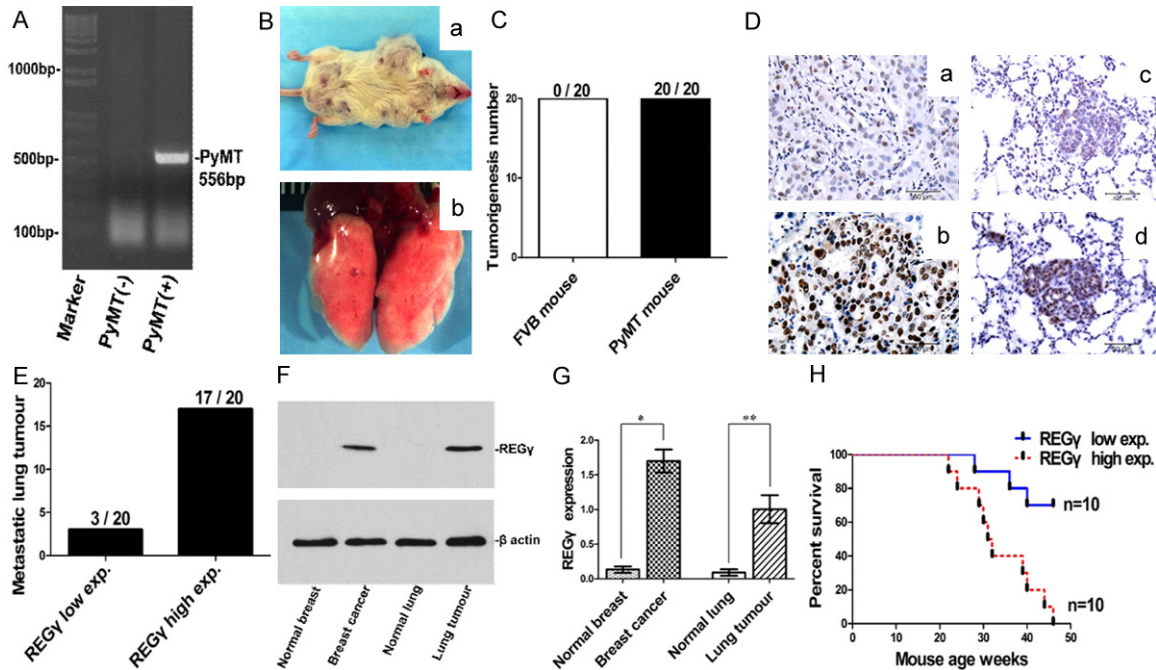 A
1000bp-
500bp-
100bp-
-PyMT
556bp
Marker
PyMT(-)
PyMT(+)
B
a
b
C
Tumorigenesis number
20
15
10
5
0
0 / 20
20 / 20
FVB mouse
PyMT mouse
D
a
b
c
d
E
Metastatic lung tumour
20
15
10
5
0
3 / 20
17 / 20
REGγ low exp.
REGγ high exp.
F
-REGγ
-β actin
Normal breast
Breast cancer
Normal lung
Lung tumour
G
REGγ expression
2.0
1.5
1.0
0.5
0.0
*
**
Normal breast
Breast cancer
Normal lung
Lung tumour
H
REGγ low exp.
REGγ high exp.
Percent survival
100
80
60
40
20
0
n=10
n=10
0 10 20 30 40 50
Mouse age weeks